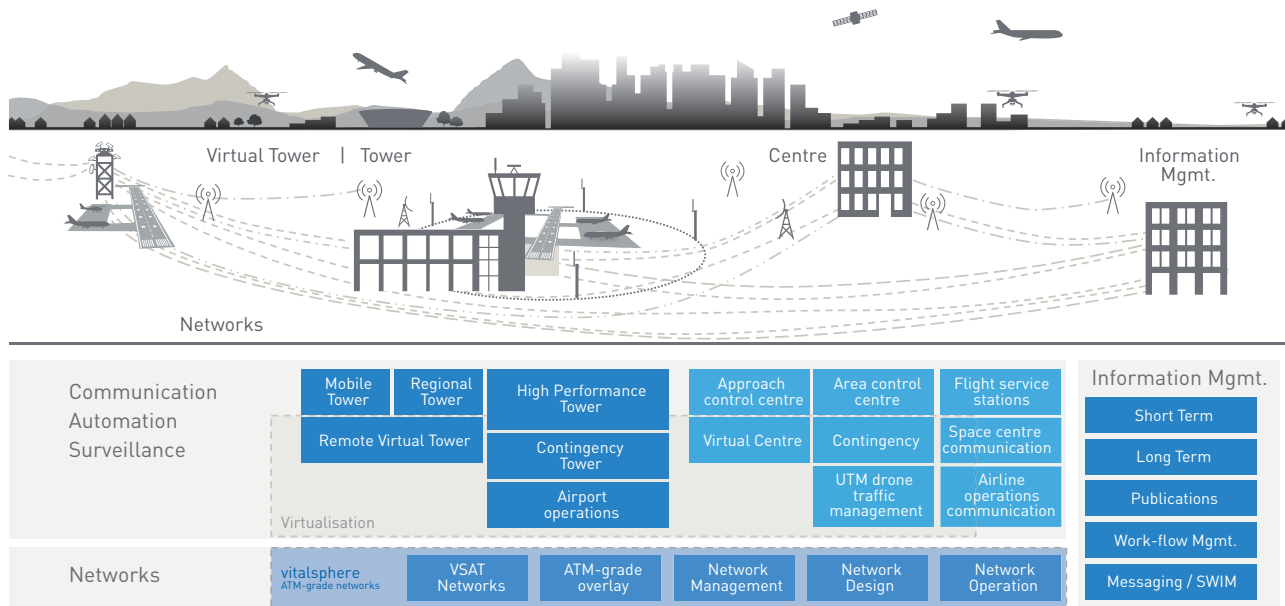 Virtual Tower | Tower
Centre
Information
Mgmt.
Networks
Communication
Automation
Surveillance
Mobile
Tower
Regional
Tower
High Performance
Tower
Remote Virtual Tower
Contingency
Tower
Airport
operations
Approach
control centre
Area control
centre
Flight service
stations
Virtual Centre
Contingency
Space centre
communication
UTM drone
traffic
management
Airline
operations
communication
Virtualisation
Information Mgmt.
Short Term
Long Term
Publications
Work-flow Mgmt.
Messaging / SWIM
Networks
vitalsphere
ATM-grade networks
VSAT
Networks
ATM-grade
overlay
Network
Management
Network
Design
Network
Operation